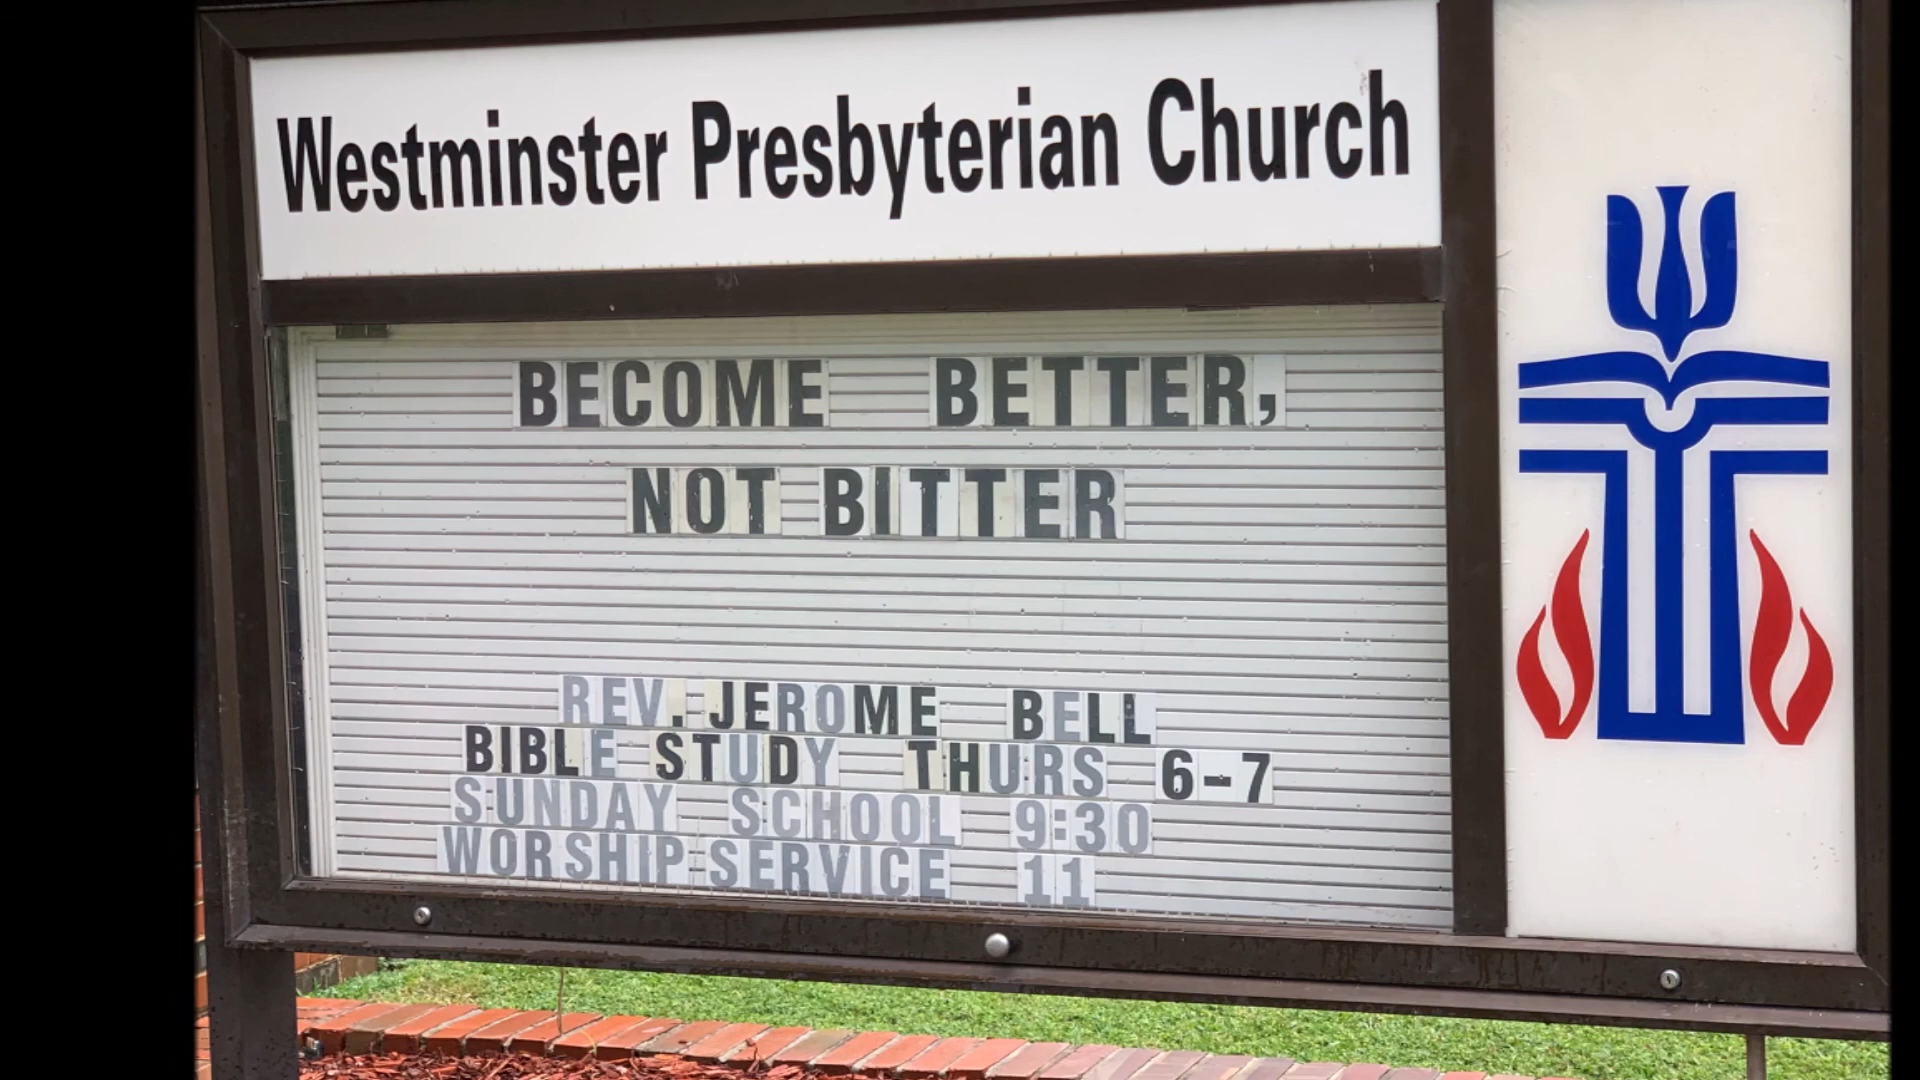 Westminster Presbyterian Church
BECOME BETTER,
NOT BITTER
REV. JEROME BELL
BIBLE STUDY THURS 6-7
SUNDAY SCHOOL 9:30
WORSHIP SERVICE 11